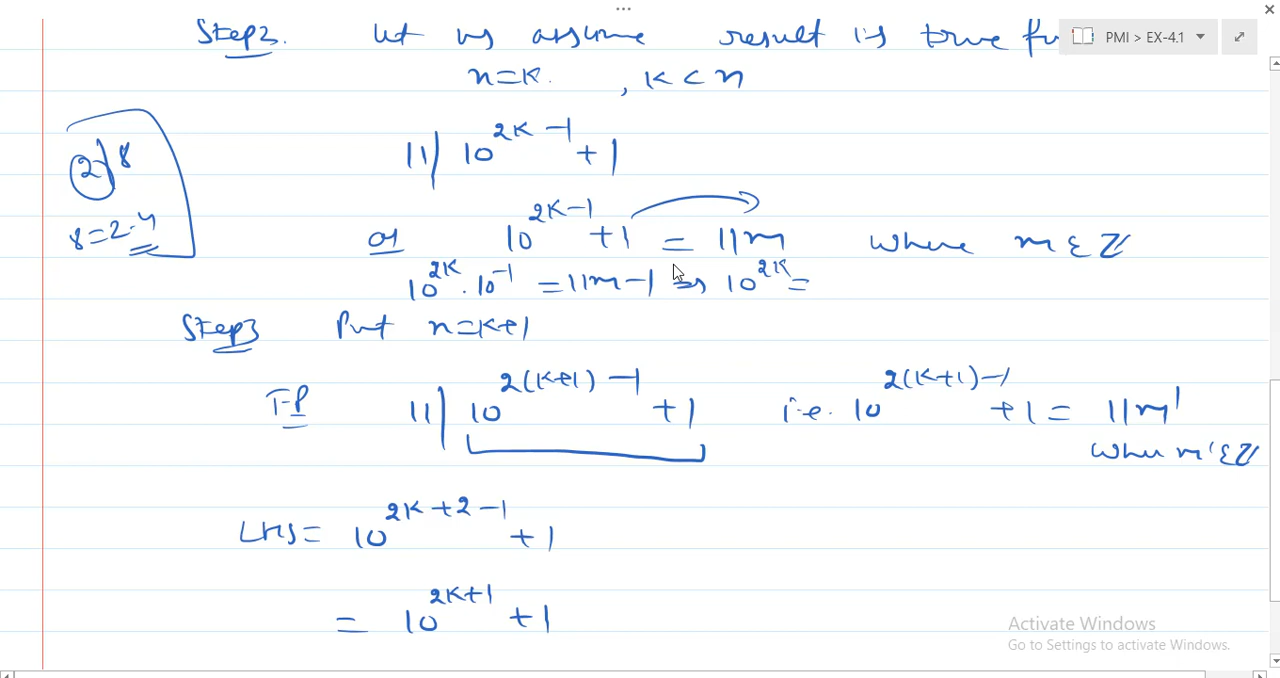 Step2. Let us assume result is true for
PMI > EX-4.1
n=K. , K < n
11 | 10^{2K-1} + 1
2) 8
8=2·4
or 10^{2K-1} + 1 = 11m where m ε Z
10^{2K} · 10^{-1} = 11m - 1 => 10^{2K} =
Step3 Put n=K+1
T-P 11 | 10^{2(K+1)-1} + 1 i.e. 10^{2(K+1)-1} + 1 = 11m'
where m' ε Z
LHS = 10^{2K+2-1} + 1
= 10^{2K+1} + 1
Activate Windows
Go to Settings to activate Windows.